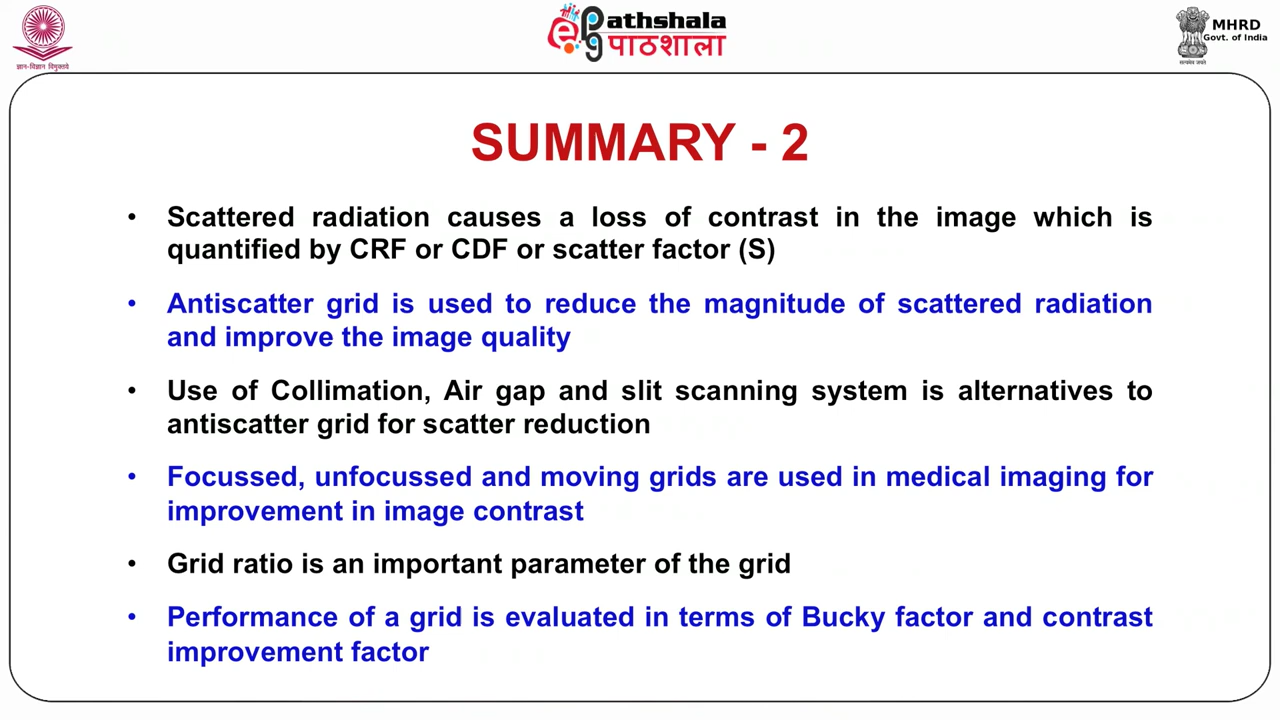 ज्ञान-विज्ञान विमुक्तये
ePathshala
पाठशाला
MHRD
Govt. of India
सत्यमेव जयते
SUMMARY - 2
• Scattered radiation causes a loss of contrast in the image which is
quantified by CRF or CDF or scatter factor (S)
• Antiscatter grid is used to reduce the magnitude of scattered radiation
and improve the image quality
• Use of Collimation, Air gap and slit scanning system is alternatives to
antiscatter grid for scatter reduction
• Focussed, unfocussed and moving grids are used in medical imaging for
improvement in image contrast
• Grid ratio is an important parameter of the grid
• Performance of a grid is evaluated in terms of Bucky factor and contrast
improvement factor